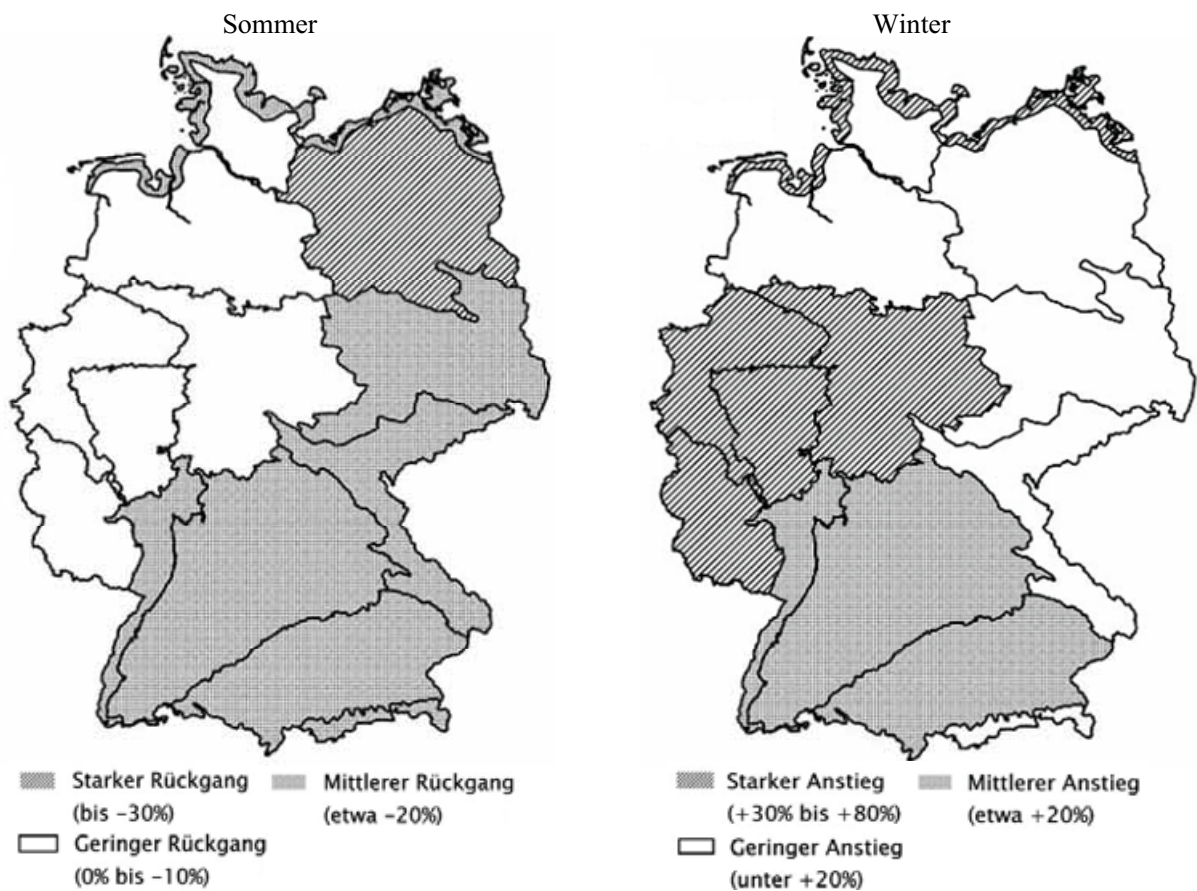 Sommer
Winter
Starker Rückgang
(bis -30%)
Mittlerer Rückgang
(etwa -20%)
Geringer Rückgang
(0% bis -10%)
Starker Anstieg
(+30% bis +80%)
Mittlerer Anstieg
(etwa +20%)
Geringer Anstieg
(unter +20%)